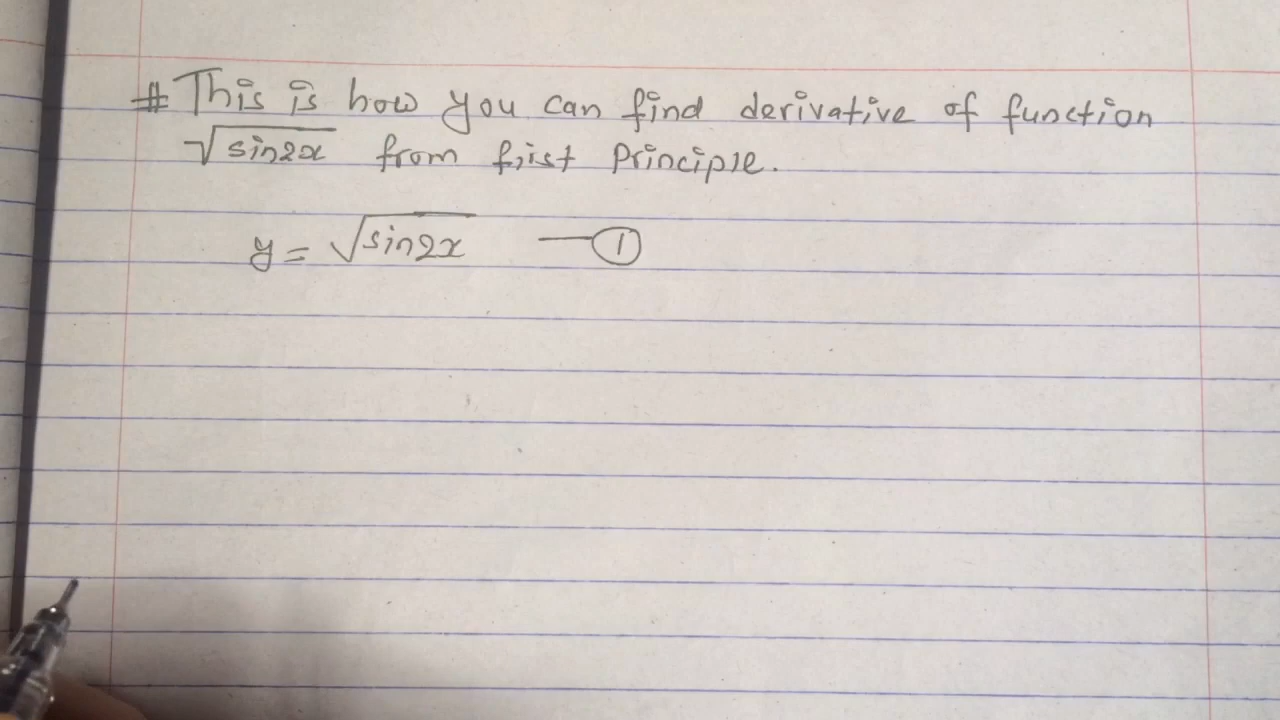 # This is how you can find derivative of function
√sin2x from first Principle.
y = √sin2x —①